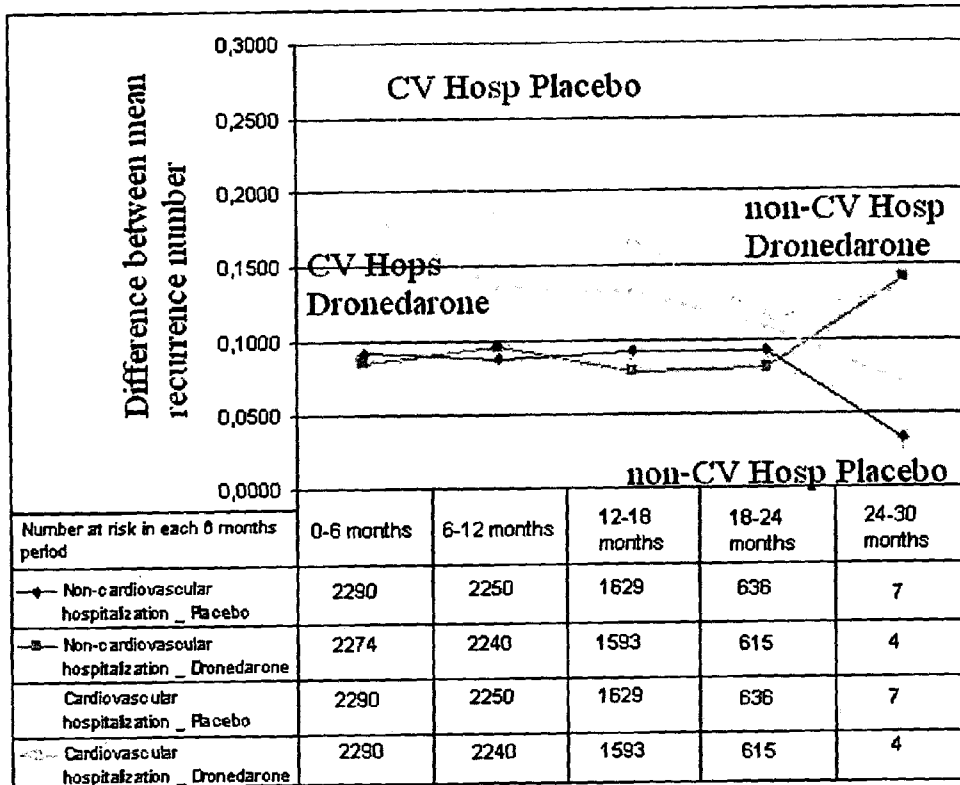 Difference between mean
recurrence number
0,3000
0,2500
0,2000
0,1500
0,1000
0,0500
0,0000
CV Hosp Placebo
non-CV Hosp
Dronedarone
CV Hops
Dronedarone
non-CV Hosp Placebo
Number at risk in each 6 months
period
0-6 months
6-12 months
12-18
months
18-24
months
24-30
months
Non-cardiovascular
hospitalization _ Placebo
2290 2250 1629 636 7
Non-cardiovascular
hospitalization _ Dronedarone
2274 2240 1593 615 4
Cardiovascular
hospitalization _ Placebo
2290 2250 1629 636 7
Cardiovascular
hospitalization _ Dronedarone
2290 2240 1593 615 4